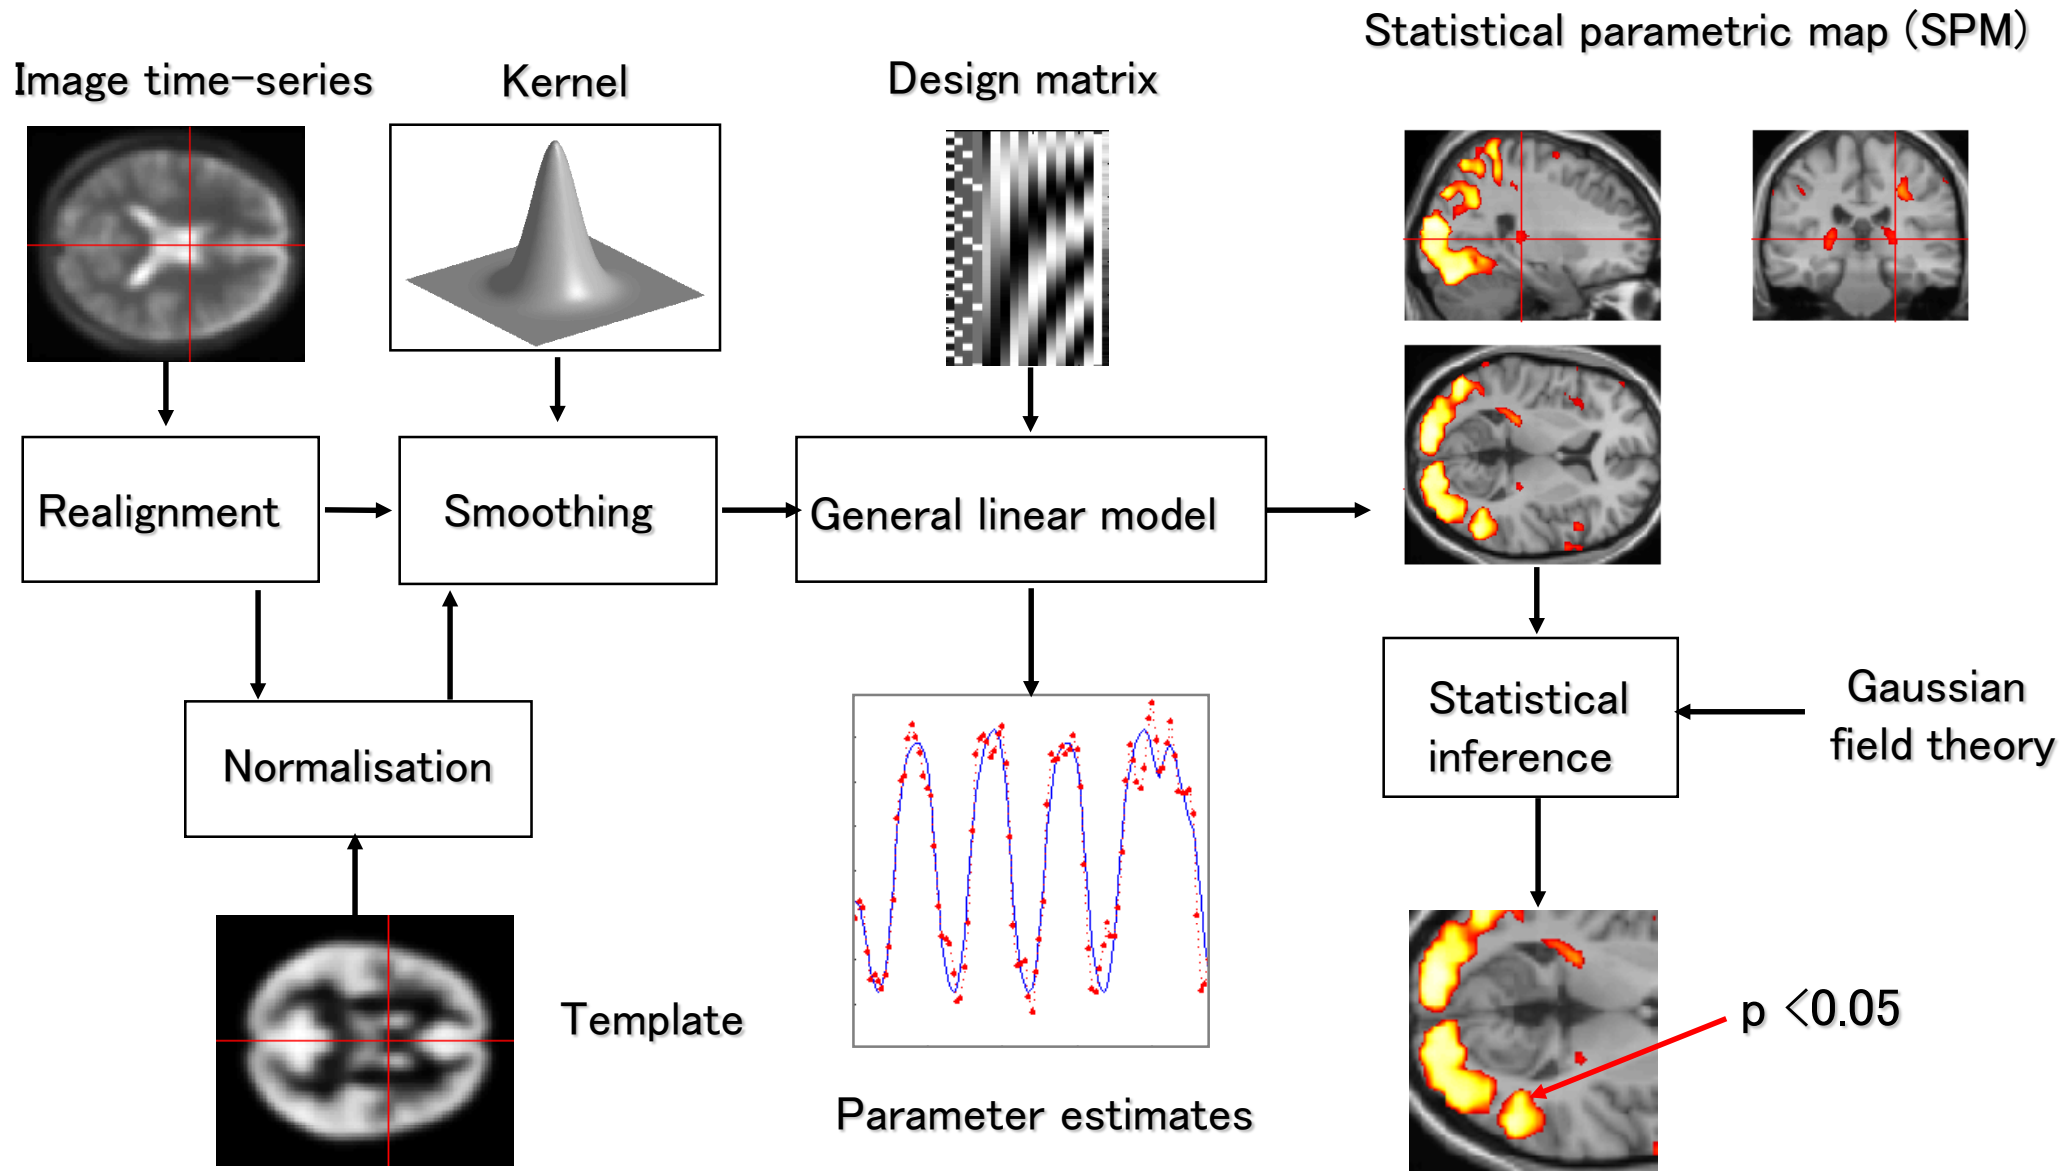 Statistical parametric map (SPM)
Image time-series
Kernel
Design matrix
Realignment
Smoothing
General linear model
Normalisation
Statistical
inference
Gaussian
field theory
Template
Parameter estimates
p <0.05